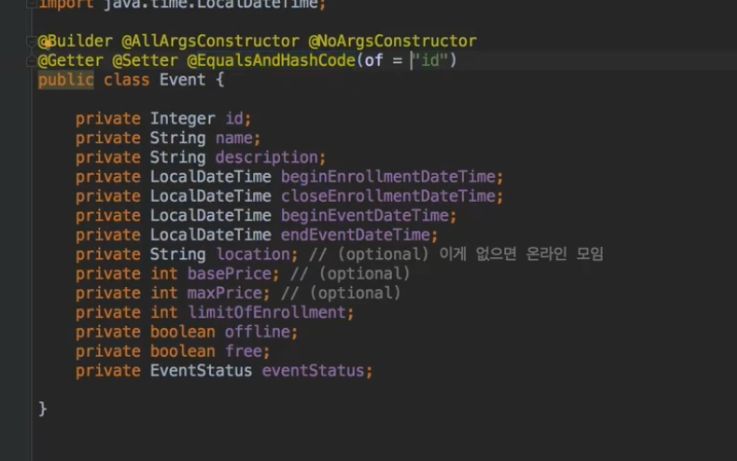 import java.time.LocalDateTime;
@Builder @AllArgsConstructor @NoArgsConstructor
@Getter @Setter @EqualsAndHashCode(of = "id")
public class Event {
private Integer id;
private String name;
private String description;
private LocalDateTime beginEnrollmentDateTime;
private LocalDateTime closeEnrollmentDateTime;
private LocalDateTime beginEventDateTime;
private LocalDateTime endEventDateTime;
private String location; // (optional) 이게 없으면 온라인 모임
private int basePrice; // (optional)
private int maxPrice; // (optional)
private int limitOfEnrollment;
private boolean offline;
private boolean free;
private EventStatus eventStatus;
}